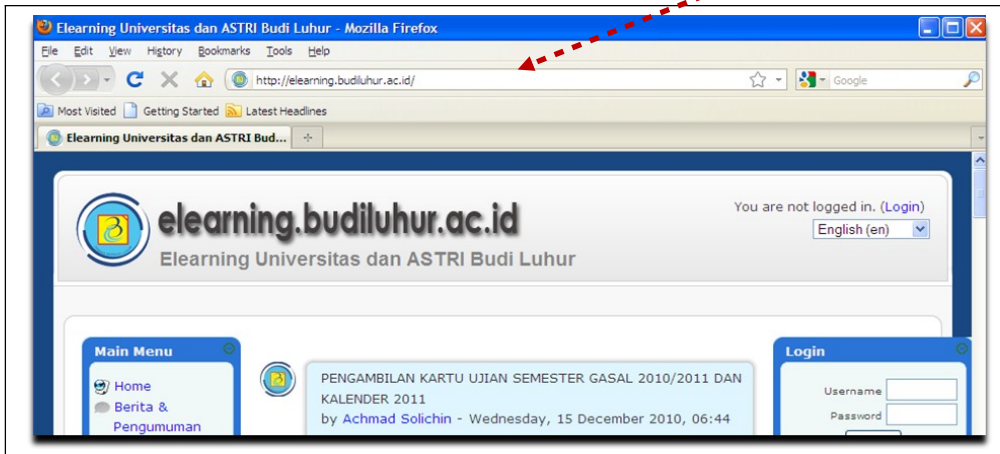 Elearning Universitas dan ASTRI Budi Luhur - Mozilla Firefox
File Edit View History Bookmarks Tools Help
http://elearning.budiluhur.ac.id/
Google
Most Visited Getting Started Latest Headlines
Elearning Universitas dan ASTRI Bud...
elearning.budiluhur.ac.id
Elearning Universitas dan ASTRI Budi Luhur
You are not logged in. (Login)
English (en)
Main Menu
Home
Berita &
Pengumuman
PENGAMBILAN KARTU UJIAN SEMESTER GASAL 2010/2011 DAN
KALENDER 2011
by Achmad Solichin - Wednesday, 15 December 2010, 06:44
Login
Username
Password